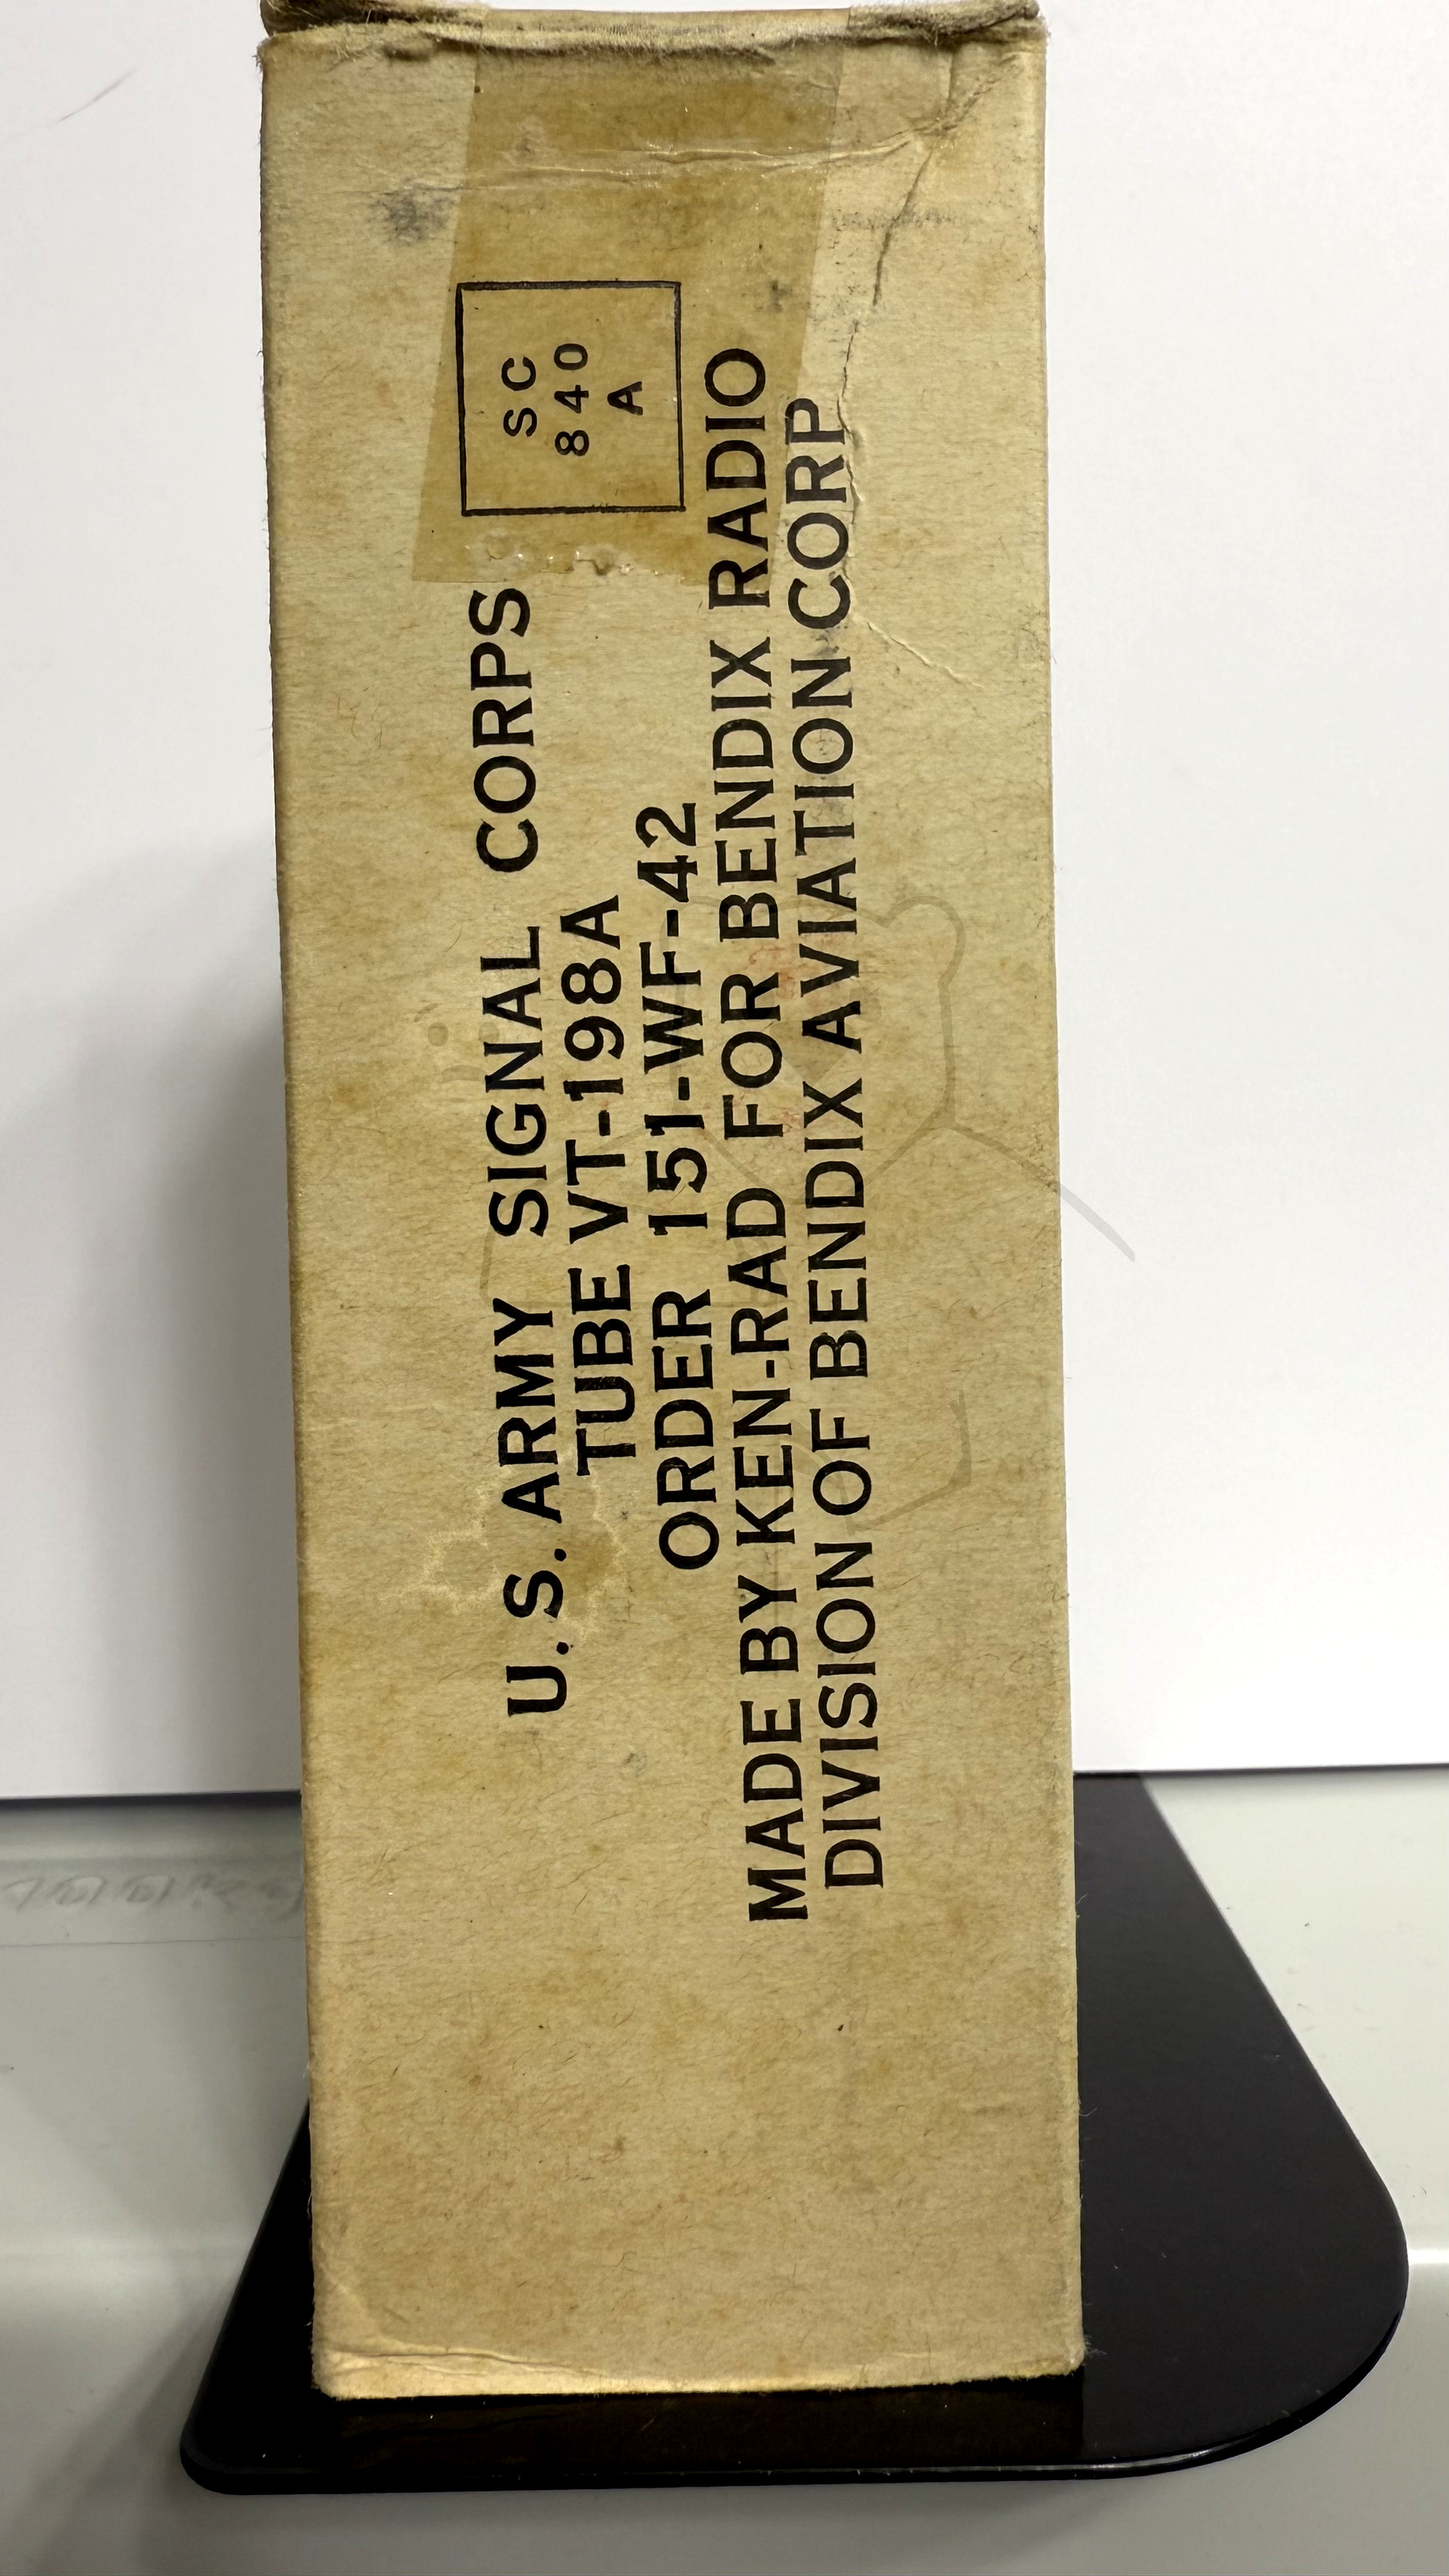 U.S. ARMY SIGNAL CORPS
TUBE VT-198A
ORDER 151-WF-42
MADE BY KEN-RAD FOR BENDIX RADIO
DIVISION OF BENDIX AVIATION CORP
SC
840
A